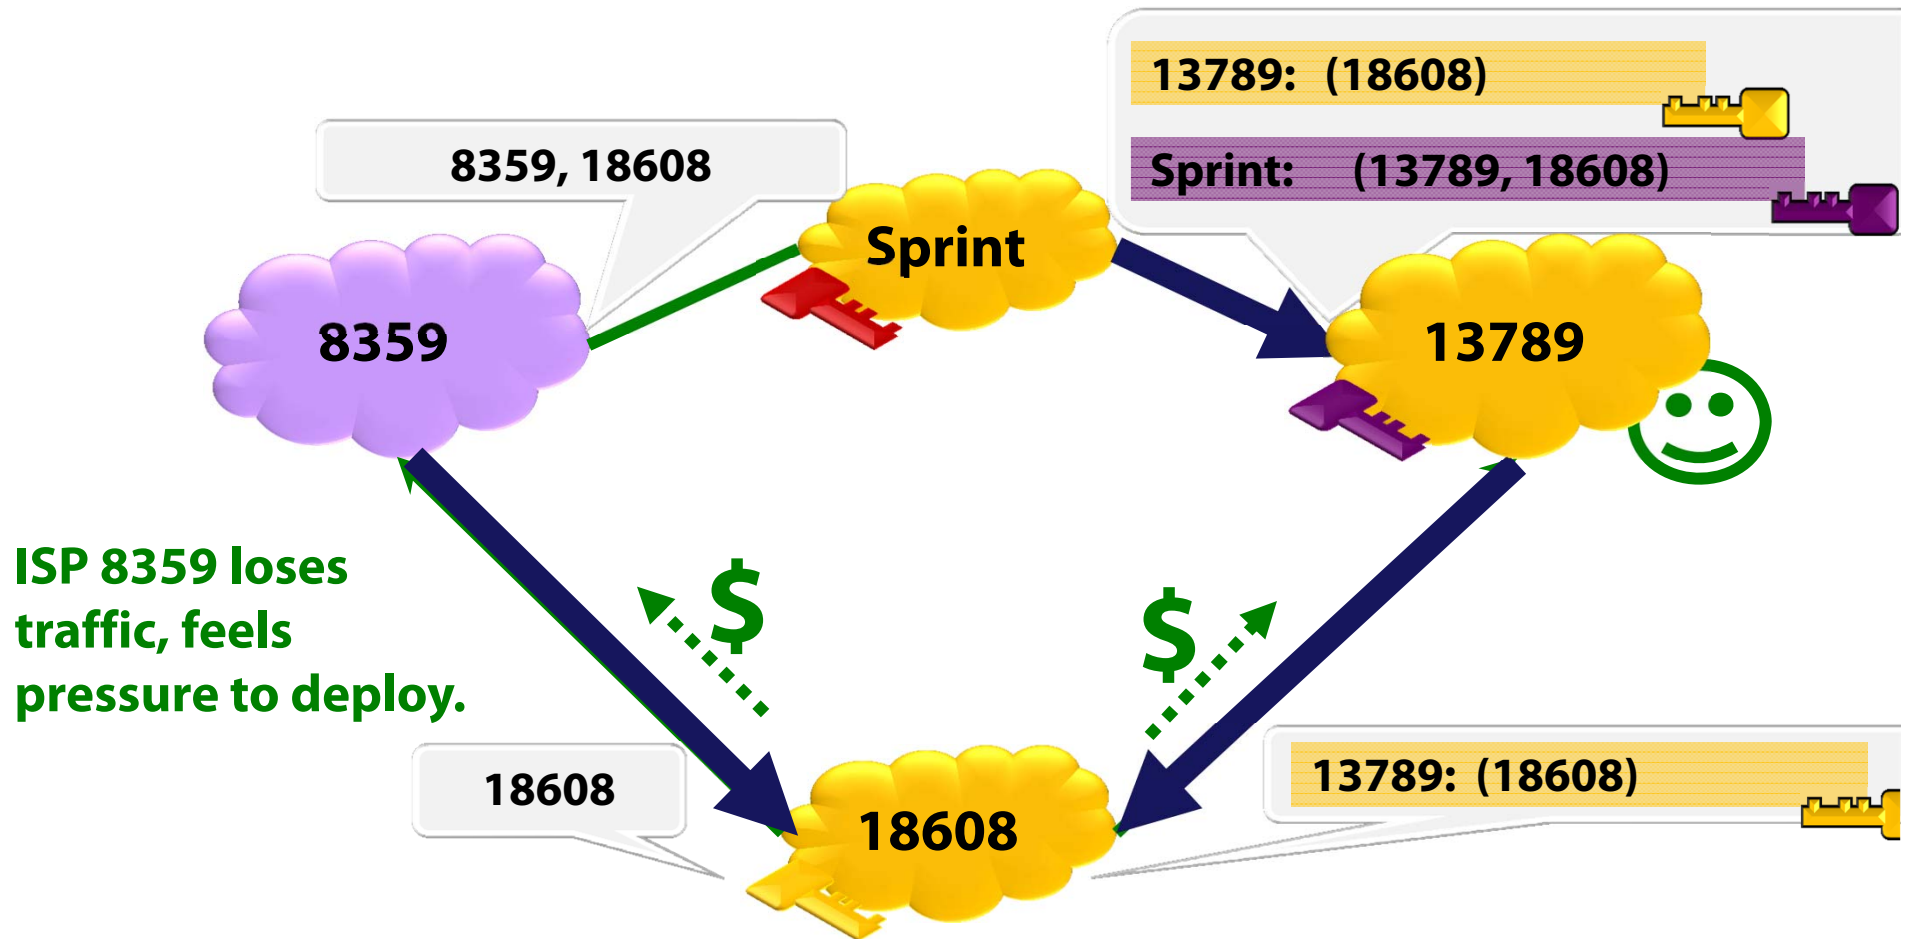 13789: (18608)
Sprint: (13789, 18608)
8359, 18608
Sprint
8359
13789
ISP 8359 loses
traffic, feels
pressure to deploy.
$
$
18608
18608
13789: (18608)